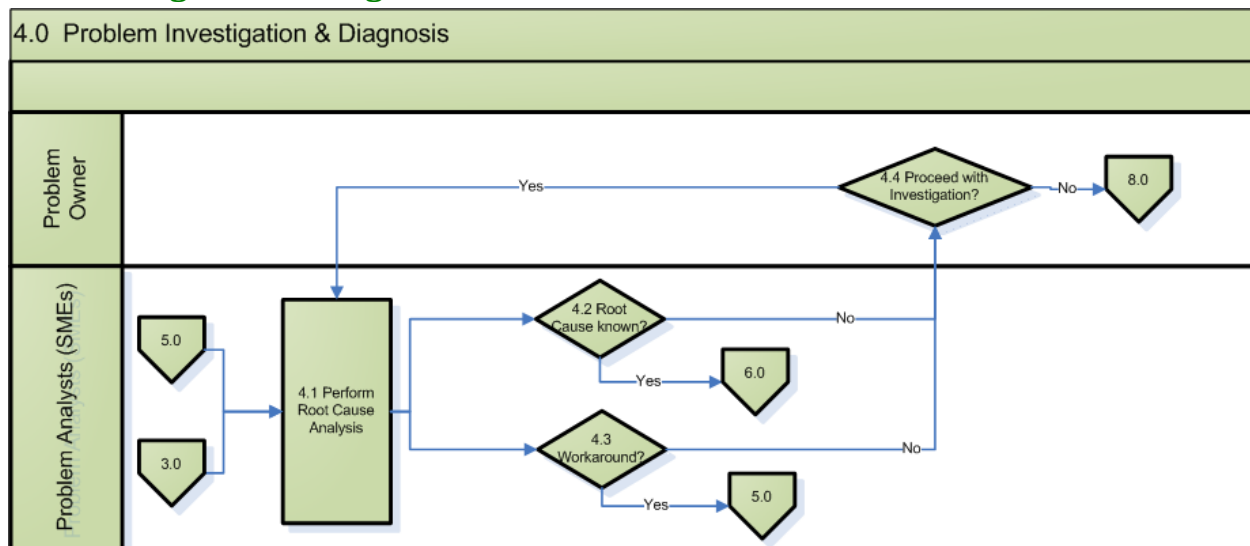 4.0 Problem Investigation & Diagnosis
Problem
Owner
4.4 Proceed with
Investigation?
Yes
No
8.0
Problem Analysts (SMEs)
5.0
3.0
4.1 Perform
Root Cause
Analysis
4.2 Root
Cause known?
No
Yes
6.0
4.3
Workaround?
No
Yes
5.0